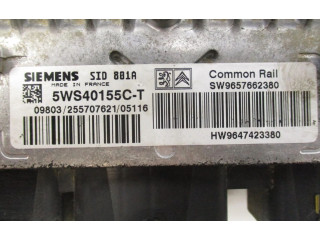 SIEMENS SID 801A
MADE IN FRANCE
5WS40155C-T
09803/255707621/05116
Common Rail
SW9657662380
HW9647423380